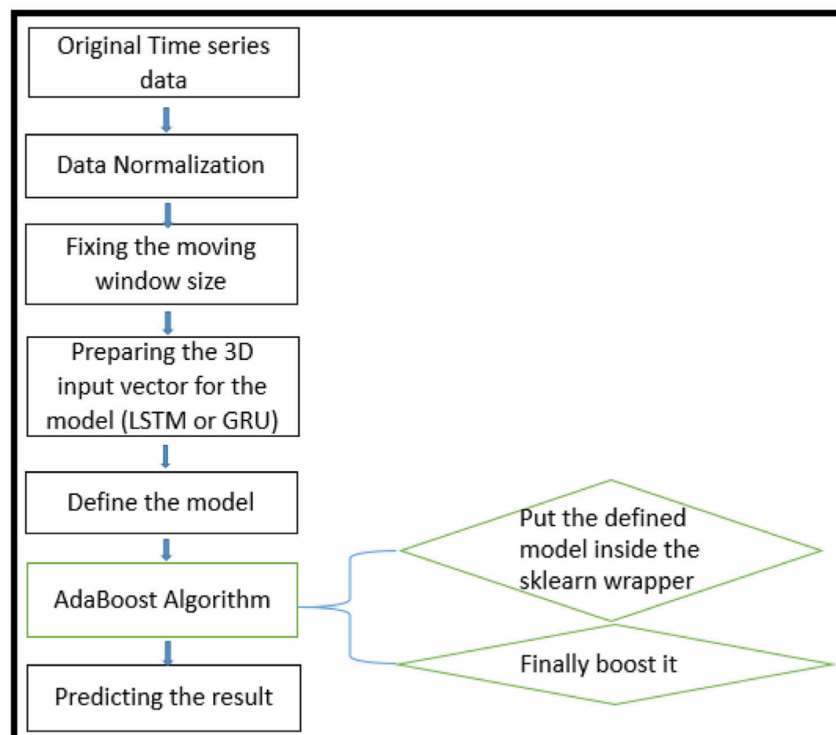 Original Time series
data
Data Normalization
Fixing the moving
window size
Preparing the 3D
input vector for the
model (LSTM or GRU)
Define the model
AdaBoost Algorithm
Predicting the result
Put the defined
model inside the
sklearn wrapper
Finally boost it